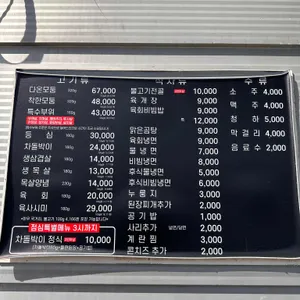 고기류
다온모둠 600g 67,000
착한모둠 48,000
특수부위 43,000
등심 30,000
차돌박이 24,000
생삼겹살 14,000
생목살 13,000
목살양념 14,000
육회 20,000
육사시미 29,000
점심특별메뉴 3시까지
차돌박이 정식 10,000
식사류
불고기전골 10,000
육개장 9,000
육회비빔밥 9,000
특 12,000
맑은곰탕 9,000
육회냉면 9,000
물냉면 7,000
비빔냉면 8,000
후식물냉면 5,000
후식비빔냉면 6,000
누룽지 3,000
된장찌개추가 2,000
공기밥 1,000
사리추가 2,000
계란찜 3,000
콘치즈 추가 2,000
주류
소주 4,000
맥주 4,000
청하 5,000
막걸리 4,000
음료수 2,000